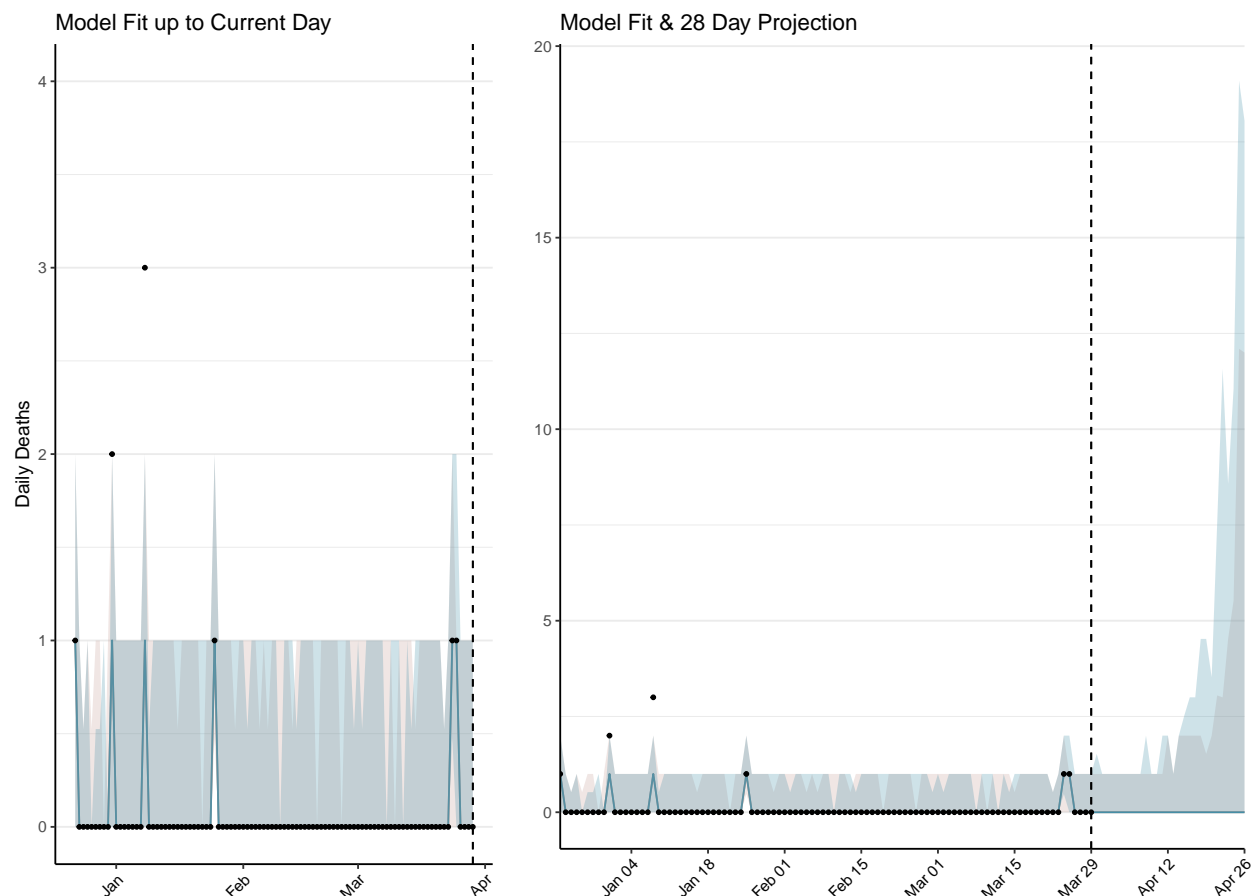 Model Fit up to Current Day
Daily Deaths
4
3
2
1
0
Jan
Feb
Mar
Apr
Model Fit & 28 Day Projection
20
15
10
5
0
Jan 04
Jan 18
Feb 01
Feb 15
Mar 01
Mar 15
Mar 29
Apr 12
Apr 26